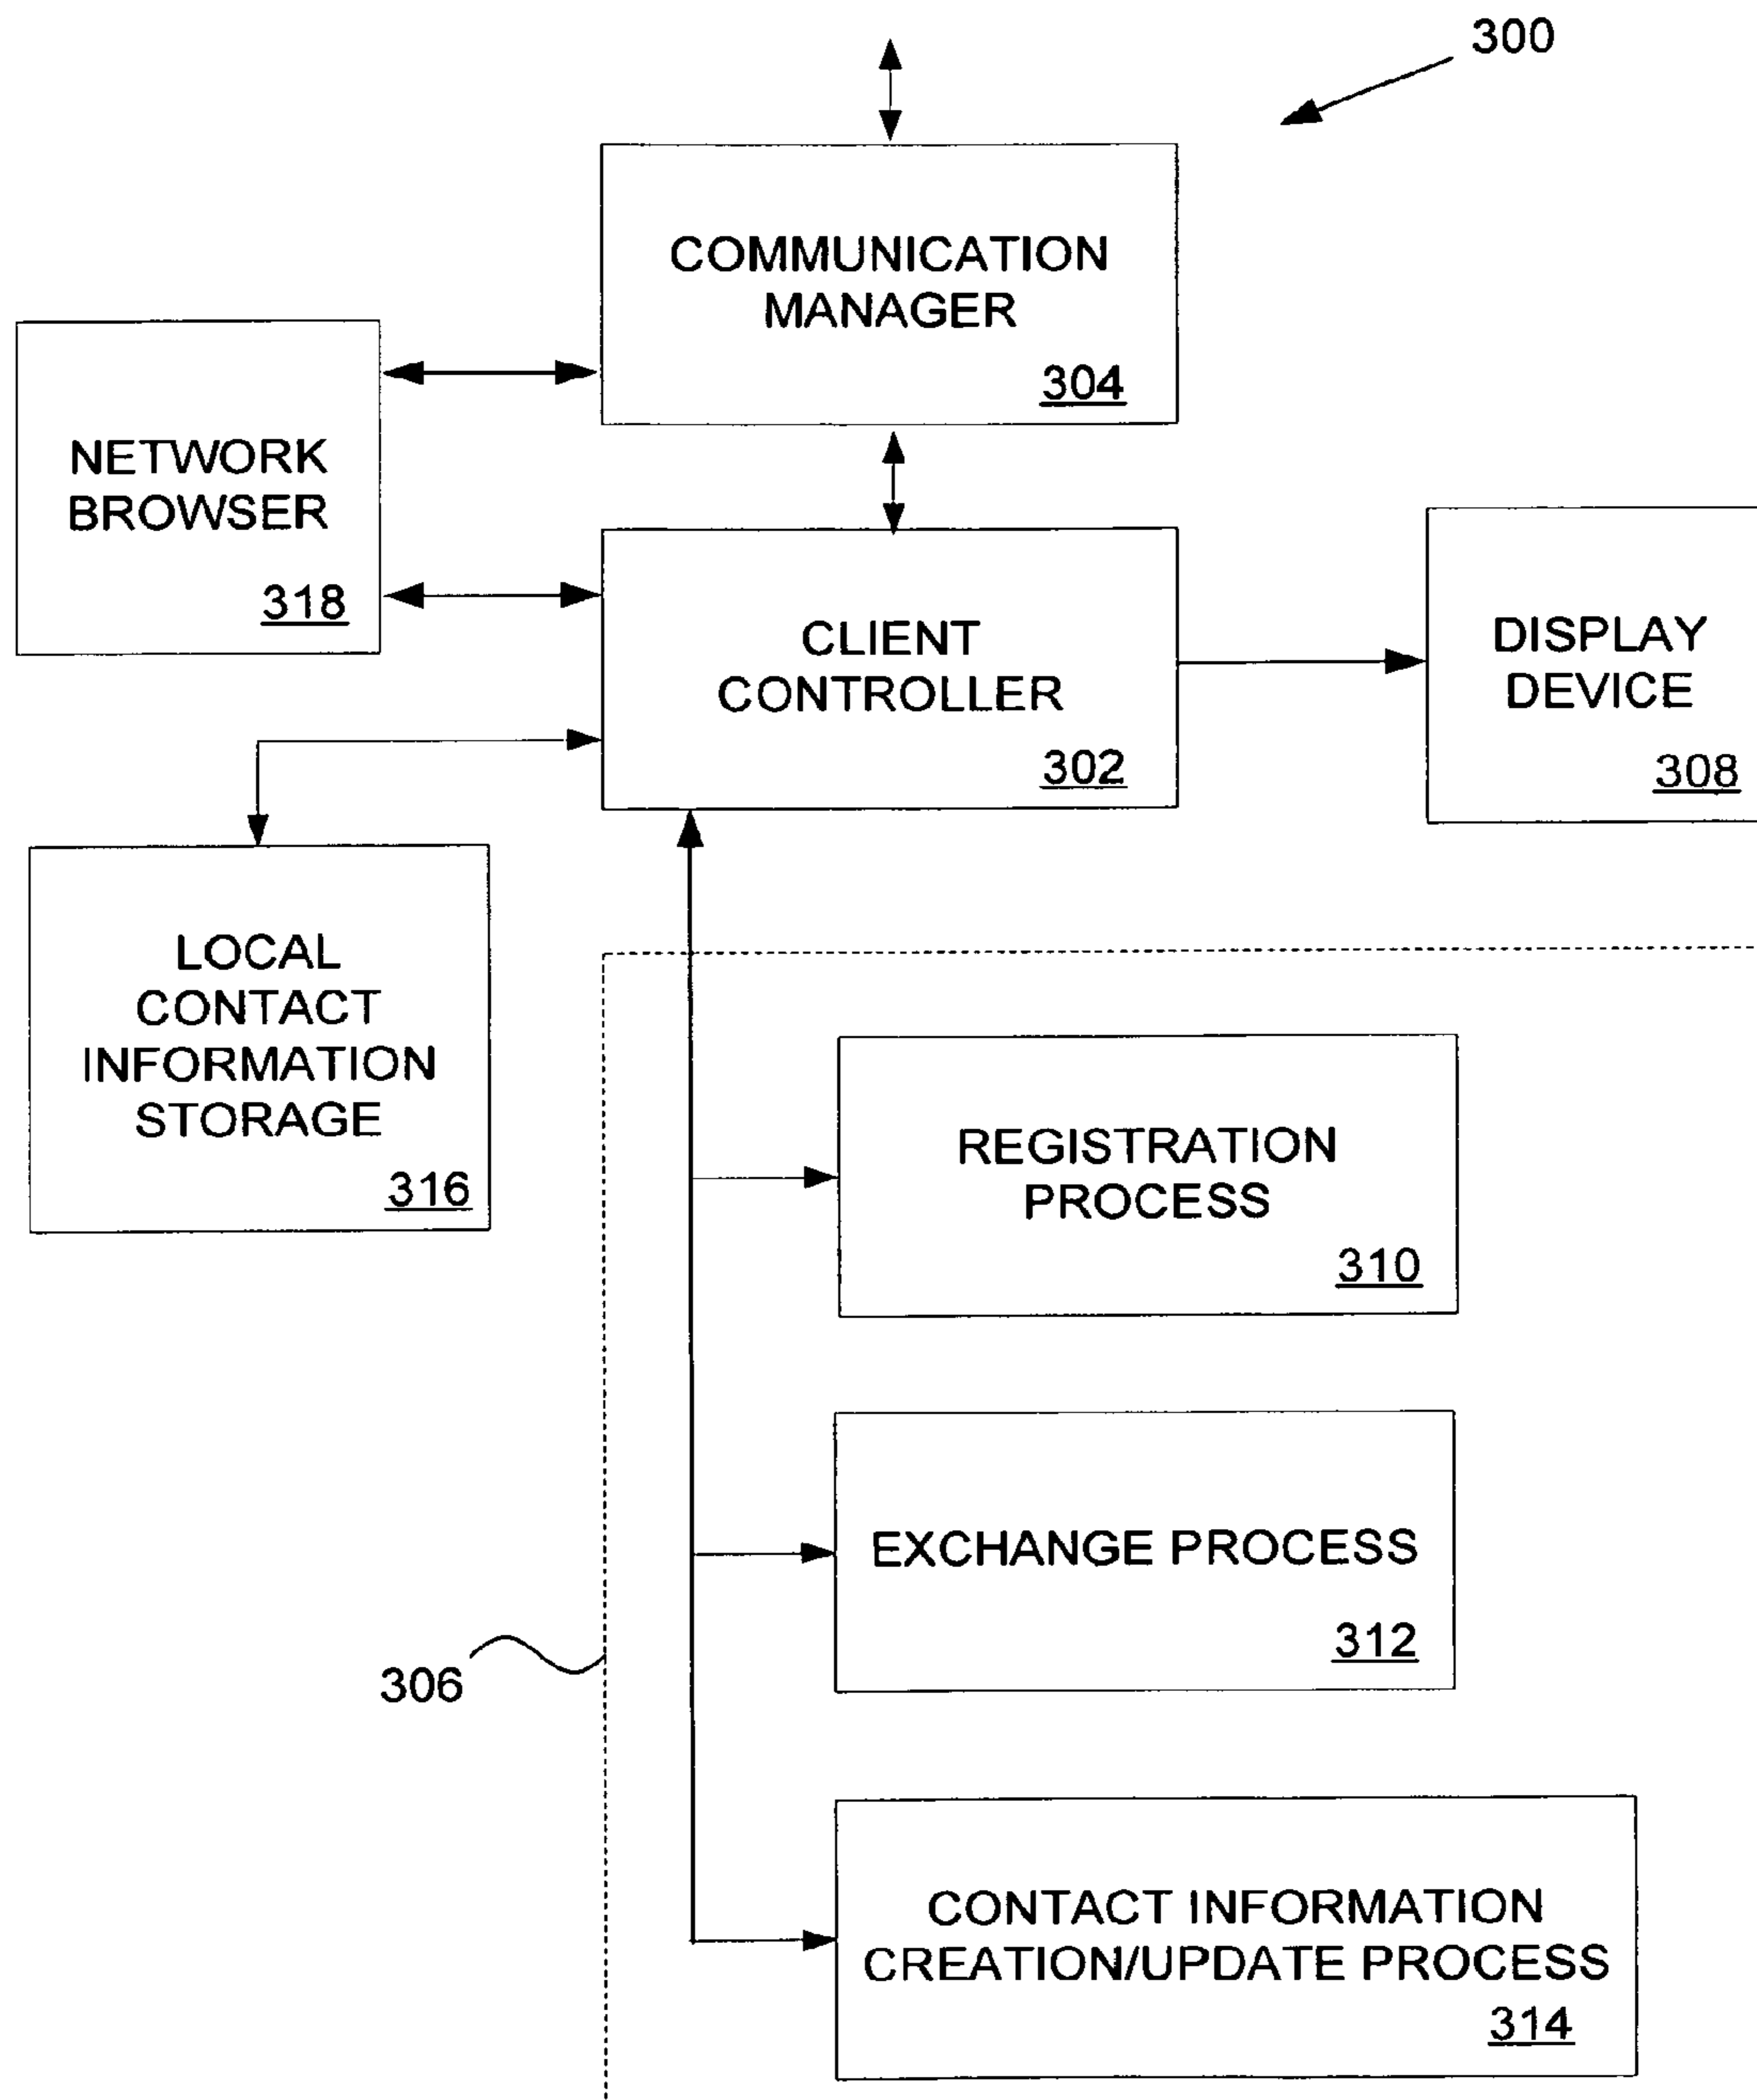 300
COMMUNICATION
MANAGER
304
NETWORK
BROWSER
318
CLIENT
CONTROLLER
302
DISPLAY
DEVICE
308
LOCAL
CONTACT
INFORMATION
STORAGE
316
REGISTRATION
PROCESS
310
EXCHANGE PROCESS
312
306
CONTACT INFORMATION
CREATION/UPDATE PROCESS
314